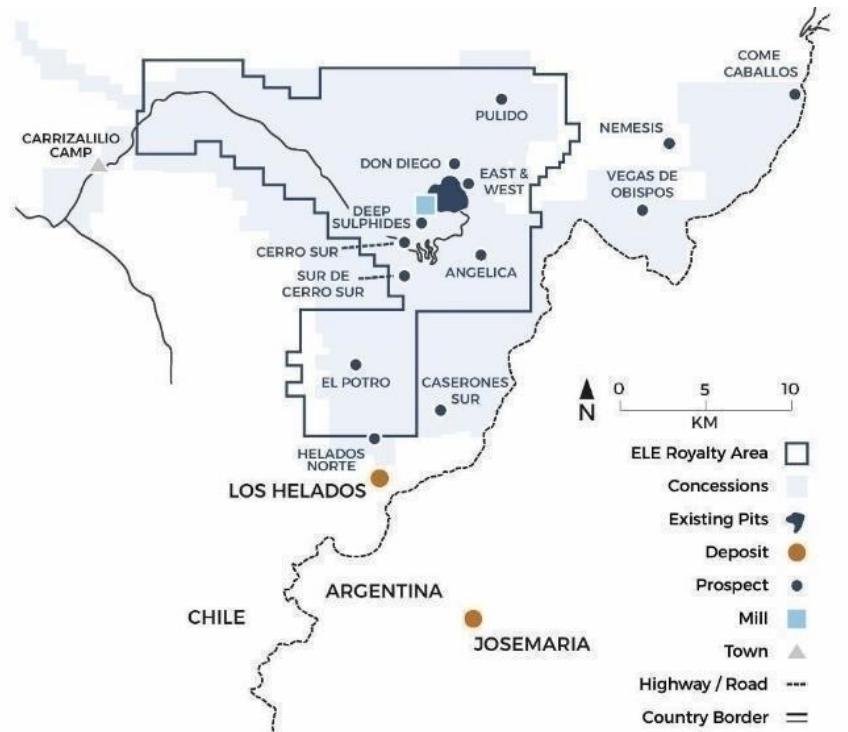 COME
CABALLOS
PULIDO
NEMESIS
CARRIZALILIO
CAMP
DON DIEGO
EAST &
WEST
VEGAS DE
OBISPOS
DEEP
SULPHIDES
CERRO SUR
ANGELICA
SUR DE
CERRO SUR
EL POTRO
CASERONES
SUR
N
0 5 10
KM
HELADOS
NORTE
LOS HELADOS
ELE Royalty Area
Concessions
Existing Pits
Deposit
Prospect
Mill
Town
Highway / Road
Country Border
ARGENTINA
CHILE
JOSEMARIA